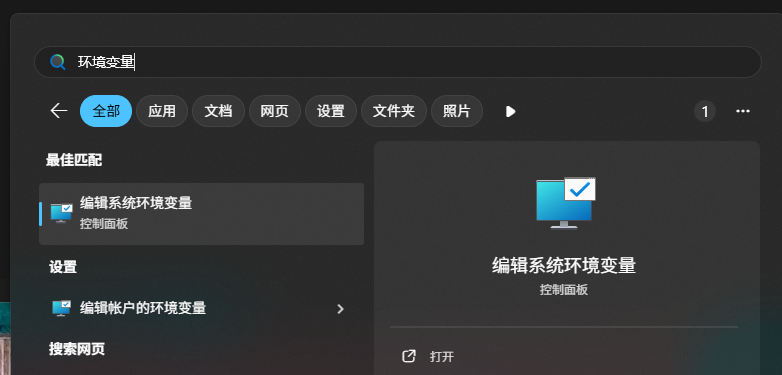 环境变量
全部 应用 文档 网页 设置 文件夹 照片 1
最佳匹配
编辑系统环境变量
控制面板
设置
编辑帐户的环境变量
搜索网页
编辑系统环境变量
控制面板
打开